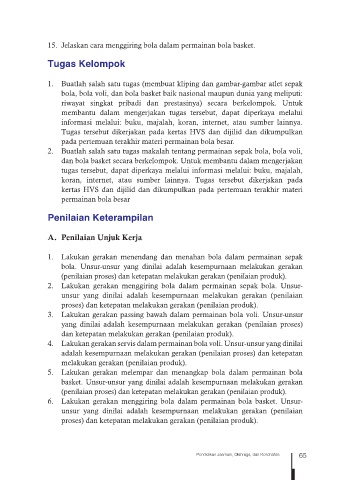 15. Jelaskan cara menggiring bola dalam permainan bola basket.
Tugas Kelompok
1. Buatlah salah satu tugas (membuat kliping dan gambar-gambar atlet sepak
bola, bola voli, dan bola basket baik nasional maupun dunia yang meliputi:
riwayat singkat pribadi dan prestasinya) secara berkelompok. Untuk
membantu dalam mengerjakan tugas tersebut, dapat diperkaya melalui
informasi melalui: buku, majalah, koran, internet, atau sumber lainnya.
Tugas tersebut dikerjakan pada kertas HVS dan dijilid dan dikumpulkan
pada pertemuan terakhir materi permainan bola besar.
2. Buatlah salah satu tugas makalah tentang permainan sepak bola, bola voli,
dan bola basket secara berkelompok. Untuk membantu dalam mengerjakan
tugas tersebut, dapat diperkaya melalui informasi melalui: buku, majalah,
koran, internet, atau sumber lainnya. Tugas tersebut dikerjakan pada
kertas HVS dan dijilid dan dikumpulkan pada pertemuan terakhir materi
permainan bola besar
Penilaian Keterampilan
A. Penilaian Unjuk Kerja
1. Lakukan gerakan menendang dan menahan bola dalam permainan sepak
bola. Unsur-unsur yang dinilai adalah kesempurnaan melakukan gerakan
(penilaian proses) dan ketepatan melakukan gerakan (penilaian produk).
2. Lakukan gerakan menggiring bola dalam permainan sepak bola. Unsur-
unsur yang dinilai adalah kesempurnaan melakukan gerakan (penilaian
proses) dan ketepatan melakukan gerakan (penilaian produk).
3. Lakukan gerakan passing bawah dalam permainan bola voli. Unsur-unsur
yang dinilai adalah kesempurnaan melakukan gerakan (penilaian proses)
dan ketepatan melakukan gerakan (penilaian produk).
4. Lakukan gerakan servis dalam permainan bola voli. Unsur-unsur yang dinilai
adalah kesempurnaan melakukan gerakan (penilaian proses) dan ketepatan
melakukan gerakan (penilaian produk).
5. Lakukan gerakan melempar dan menangkap bola dalam permainan bola
basket. Unsur-unsur yang dinilai adalah kesempurnaan melakukan gerakan
(penilaian proses) dan ketepatan melakukan gerakan (penilaian produk).
6. Lakukan gerakan menggiring bola dalam permainan bola basket. Unsur-
unsur yang dinilai adalah kesempurnaan melakukan gerakan (penilaian
proses) dan ketepatan melakukan gerakan (penilaian produk).
Pendidikan Jasmani, Olahraga, dan Kesehatan 65